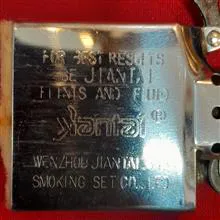 FOR BEST RESULTS
USE JIANTAI
FLINTS AND FLUID
Jiantai®
WENZHOU JIANTAI
SMOKING SET CO., LTD